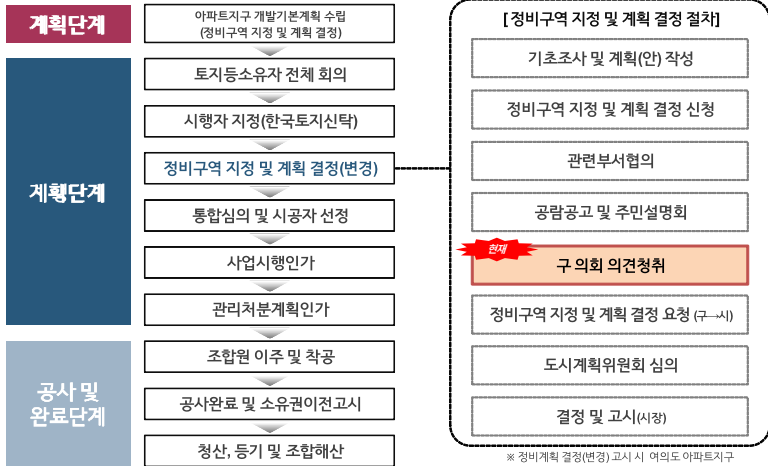 계획단계
아파트지구 개발기본계획 수립
(정비구역 지정 및 계획 결정)
계획단계
토지등소유자 전체 회의
시행자 지정(한국토지신탁)
정비구역 지정 및 계획 결정(변경)
통합심의 및 시공자 선정
사업시행인가
관리처분계획인가
공사 및
완료단계
조합원 이주 및 착공
공사완료 및 소유권이전고시
청산, 등기 및 조합해산
[ 정비구역 지정 및 계획 결정 절차]
기초조사 및 계획(안) 작성
정비구역 지정 및 계획 결정 신청
관련부서협의
공람공고 및 주민설명회
현재
구 의회 의견청취
정비구역 지정 및 계획 결정 요청 (구→시)
도시계획위원회 심의
결정 및 고시(시장)
※ 정비계획 결정(변경) 고시 시 여의도 아파트지구